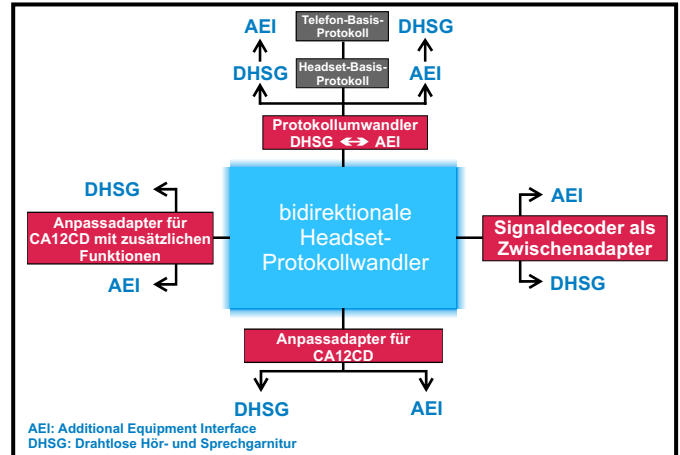 Telefon-Basis-
Protokoll
AEI
DHSG
Headset-Basis-
Protokoll
DHSG
AEI
Protokollumwandler
DHSG ⟷ AEI
DHSG
Anpassadapter für
CA12CD mit zusätzlichen
Funktionen
AEI
bidirektionale
Headset-
Protokollwandler
AEI
Signaldecoder als
Zwischenadapter
DHSG
Anpassadapter für
CA12CD
DHSG
AEI
AEI: Additional Equipment Interface
DHSG: Drahtlose Hör- und Sprechgarnitur